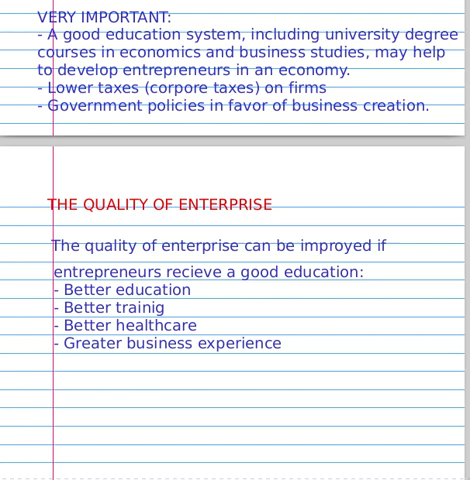 VERY IMPORTANT:
- A good education system, including university degree
courses in economics and business studies, may help
to develop entrepreneurs in an economy.
- Lower taxes (corpore taxes) on firms
- Government policies in favor of business creation.
THE QUALITY OF ENTERPRISE
The quality of enterprise can be improyed if
entrepreneurs recieve a good education:
- Better education
- Better trainig
- Better healthcare
- Greater business experience